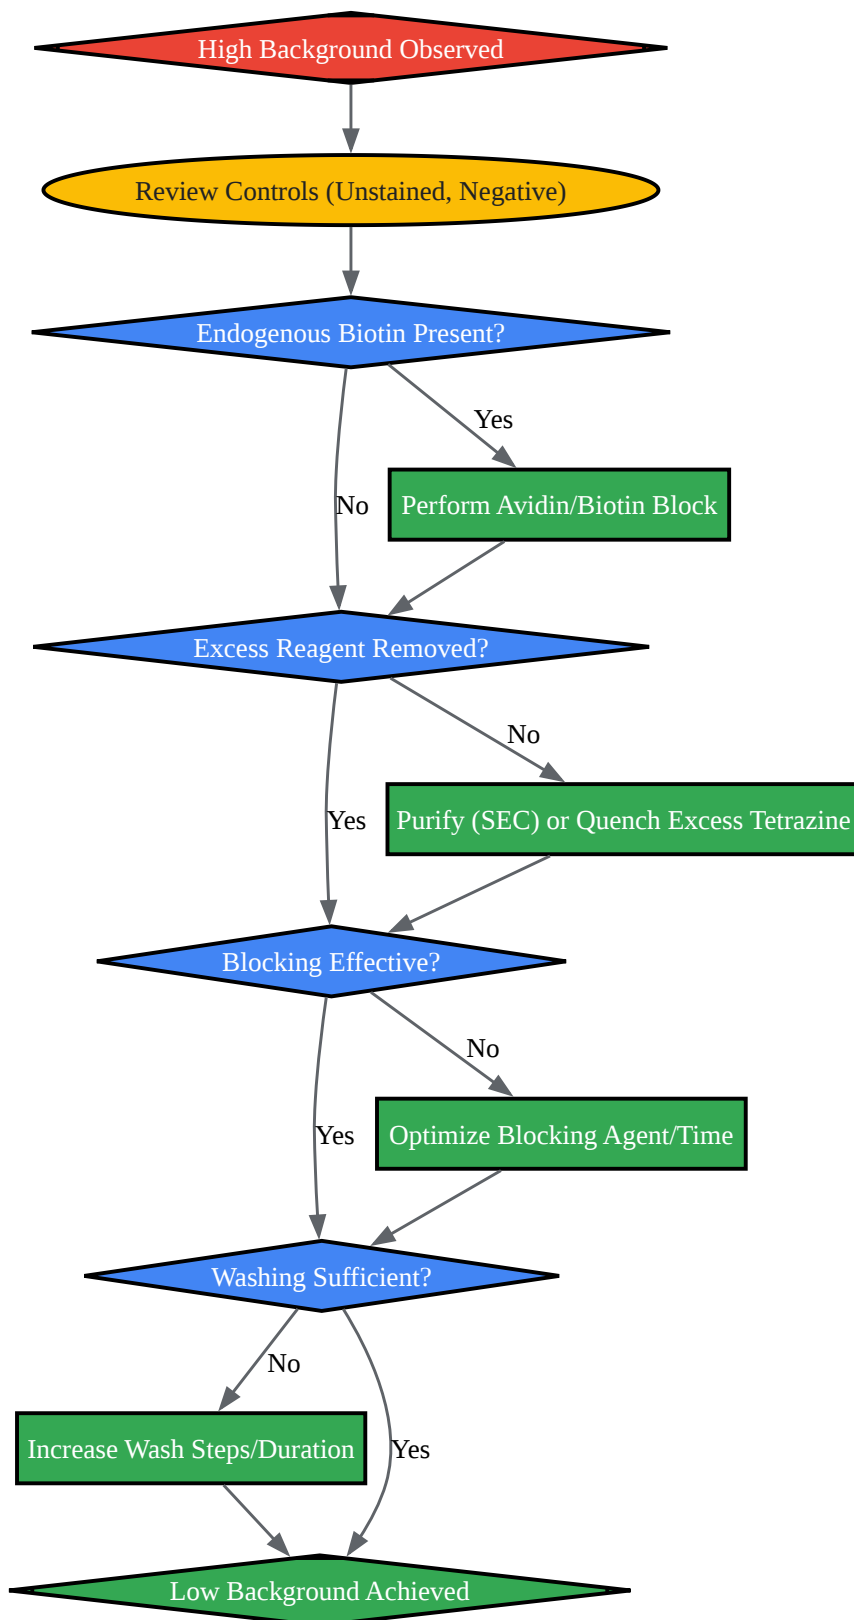 High Background Observed
Review Controls (Unstained, Negative)
Endogenous Biotin Present?
Yes
No
Perform Avidin/Biotin Block
Excess Reagent Removed?
No
Yes
Purify (SEC) or Quench Excess Tetrazine
Blocking Effective?
No
Yes
Optimize Blocking Agent/Time
Washing Sufficient?
No
Increase Wash Steps/Duration
Yes
Low Background Achieved